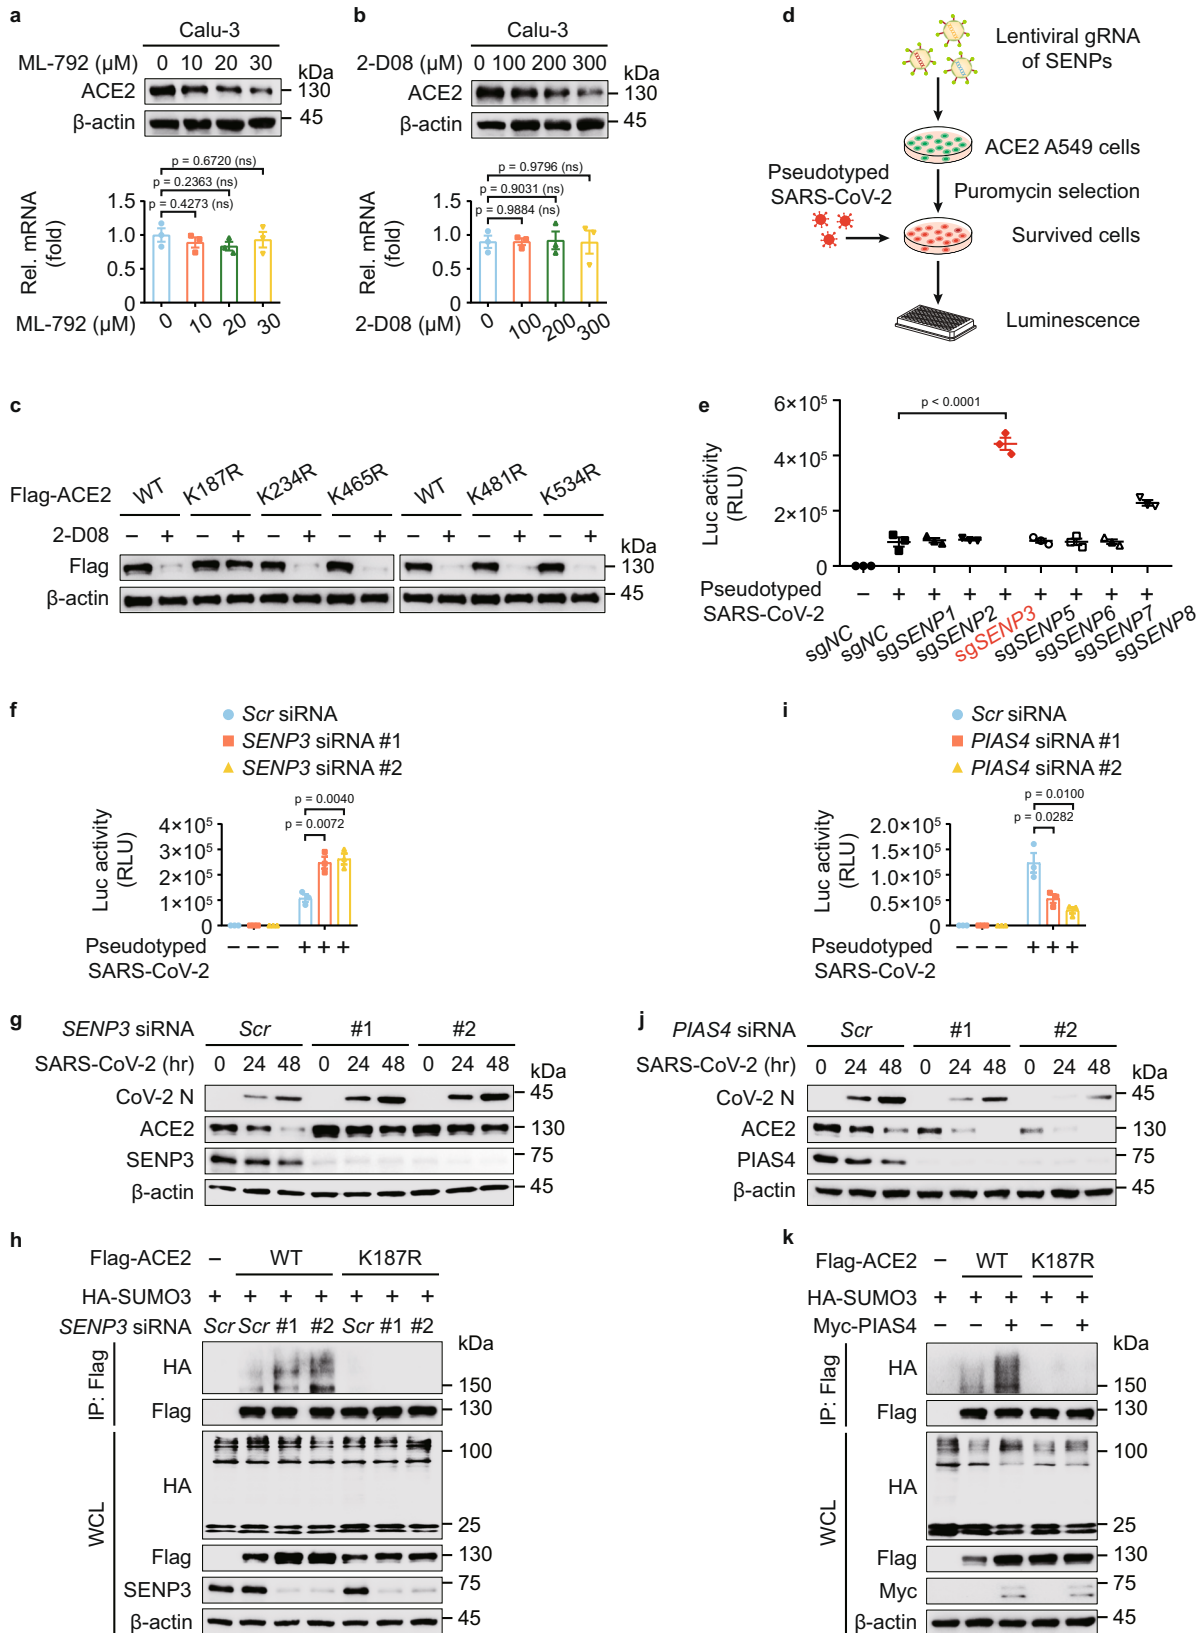 a
Calu-3
ML-792 (μM) 0 10 20 30 kDa
ACE2 130
β-actin 45
p = 0.6720 (ns)
p = 0.2363 (ns)
p = 0.4273 (ns)
Rel. mRNA
(fold)
1.5
1.0
0.5
0
ML-792 (μM) 0 10 20 30
b
Calu-3
2-D08 (μM) 0 100 200 300 kDa
ACE2 130
β-actin 45
p = 0.9796 (ns)
p = 0.9031 (ns)
p = 0.9884 (ns)
Rel. mRNA
(fold)
1.5
1.0
0.5
0
2-D08 (μM) 0 100 200 300
d
Lentiviral gRNA
of SENPs
ACE2 A549 cells
Puromycin selection
Pseudotyped
SARS-CoV-2
Survived cells
Luminescence
c
Flag-ACE2 WT K187R K234R K465R WT K481R K534R
2-D08 − + − + − + − + − + − + − +
kDa
Flag 130
β-actin 45
e
p < 0.0001
Luc activity
(RLU)
6×10⁵
4×10⁵
2×10⁵
0
Pseudotyped
SARS-CoV-2
− + + + + + + + +
sgNC sgNC sgSENP1 sgSENP2 sgSENP3 sgSENP5 sgSENP6 sgSENP7 sgSENP8
f
Scr siRNA
SENP3 siRNA #1
SENP3 siRNA #2
p = 0.0040
p = 0.0072
Luc activity
(RLU)
4×10⁵
3×10⁵
2×10⁵
1×10⁵
0
Pseudotyped
SARS-CoV-2
− − − + + +
i
Scr siRNA
PIAS4 siRNA #1
PIAS4 siRNA #2
p = 0.0100
p = 0.0282
Luc activity
(RLU)
2.0×10⁵
1.5×10⁵
1.0×10⁵
0.5×10⁵
0
Pseudotyped
SARS-CoV-2
− − − + + +
g
SENP3 siRNA Scr #1 #2
SARS-CoV-2 (hr) 0 24 48 0 24 48 0 24 48 kDa
CoV-2 N 45
ACE2 130
SENP3 75
β-actin 45
j
PIAS4 siRNA Scr #1 #2
SARS-CoV-2 (hr) 0 24 48 0 24 48 0 24 48 kDa
CoV-2 N 45
ACE2 130
PIAS4 75
β-actin 45
h
Flag-ACE2 − WT K187R
HA-SUMO3 + + + + + + +
SENP3 siRNA Scr Scr #1 #2 Scr #1 #2
kDa
IP: Flag
HA 150
Flag 130
WCL
HA 100
25
Flag 130
SENP3 75
β-actin 45
k
Flag-ACE2 − WT K187R
HA-SUMO3 + + + + +
Myc-PIAS4 − − + − +
kDa
IP: Flag
HA 150
Flag 130
WCL
HA 100
25
Flag 130
Myc 75
β-actin 45